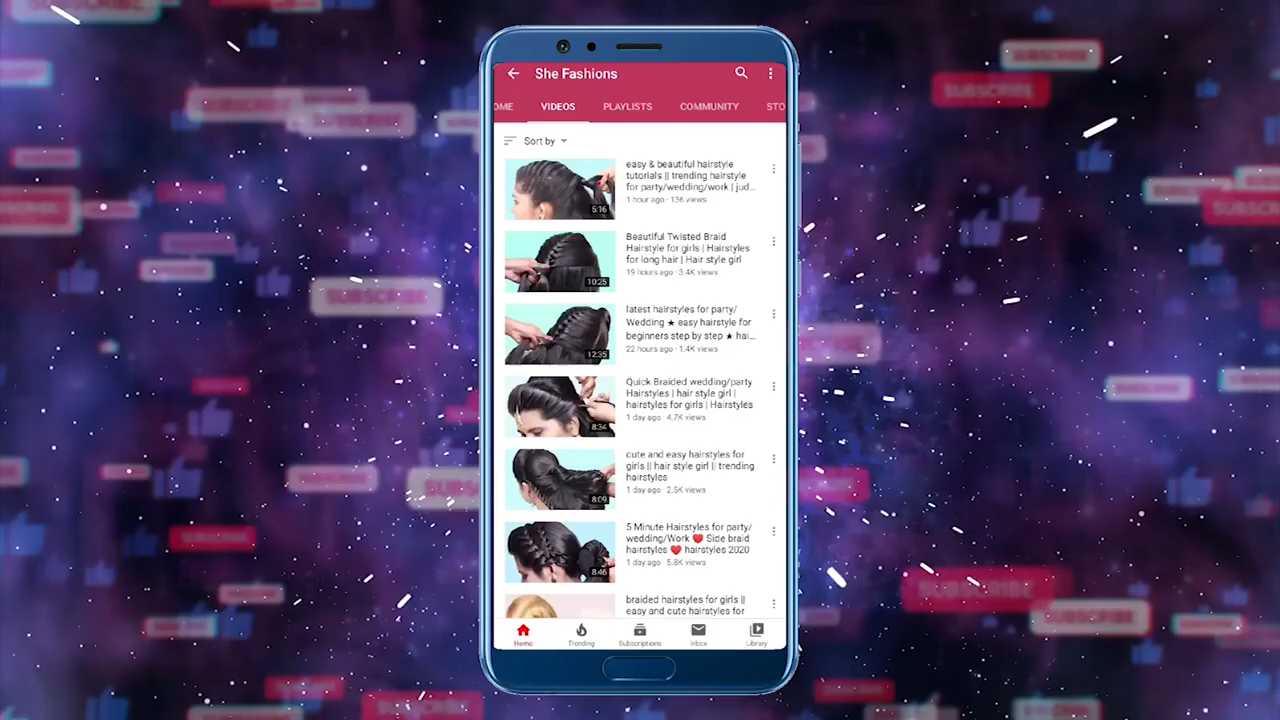 She Fashions
OME VIDEOS PLAYLISTS COMMUNITY STO
Sort by
easy & beautiful hairstyle
tutorials || trending hairstyle
for party/wedding/work | jud...
1 hour ago · 136 views
5:16
Beautiful Twisted Braid
Hairstyle for girls | Hairstyles
for long hair | Hair style girl
19 hours ago · 3.4K views
10:25
latest hairstyles for party/
Wedding ★ easy hairstyle for
beginners step by step ★ hai...
22 hours ago · 1.4K views
12:35
Quick Braided wedding/party
Hairstyles | hair style girl |
hairstyles for girls | Hairstyles
1 day ago · 4.7K views
8:34
cute and easy hairstyles for
girls || hair style girl || trending
hairstyles
1 day ago · 2.5K views
8:09
5 Minute Hairstyles for party/
wedding/Work ❤ Side braid
hairstyles ❤ hairstyles 2020
1 day ago · 5.8K views
8:46
braided hairstyles for girls ||
easy and cute hairstyles for
Home Trending Subscriptions Inbox Library
SUBSCRIBE
SUBSCRIBE
SUBSCRIBE
SUBSCRIBE